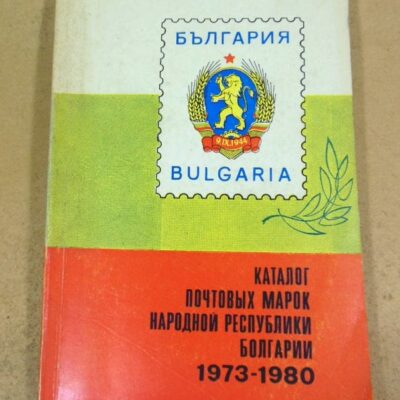 БЪЛГАРИЯ
9.IX.1944
BULGARIA
КАТАЛОГ
ПОЧТОВЫХ МАРОК
НАРОДНОЙ РЕСПУБЛИКИ
БОЛГАРИИ
1973-1980